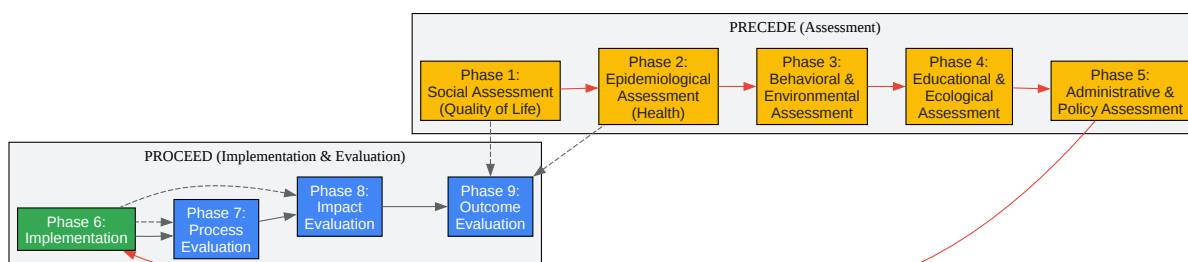 PRECEDE (Assessment)
Phase 1:
Social Assessment
(Quality of Life)
Phase 2:
Epidemiological
Assessment
(Health)
Phase 3:
Behavioral &
Environmental
Assessment
Phase 4:
Educational &
Ecological
Assessment
Phase 5:
Administrative &
Policy Assessment
PROCEED (Implementation & Evaluation)
Phase 6:
Implementation
Phase 7:
Process
Evaluation
Phase 8:
Impact
Evaluation
Phase 9:
Outcome
Evaluation